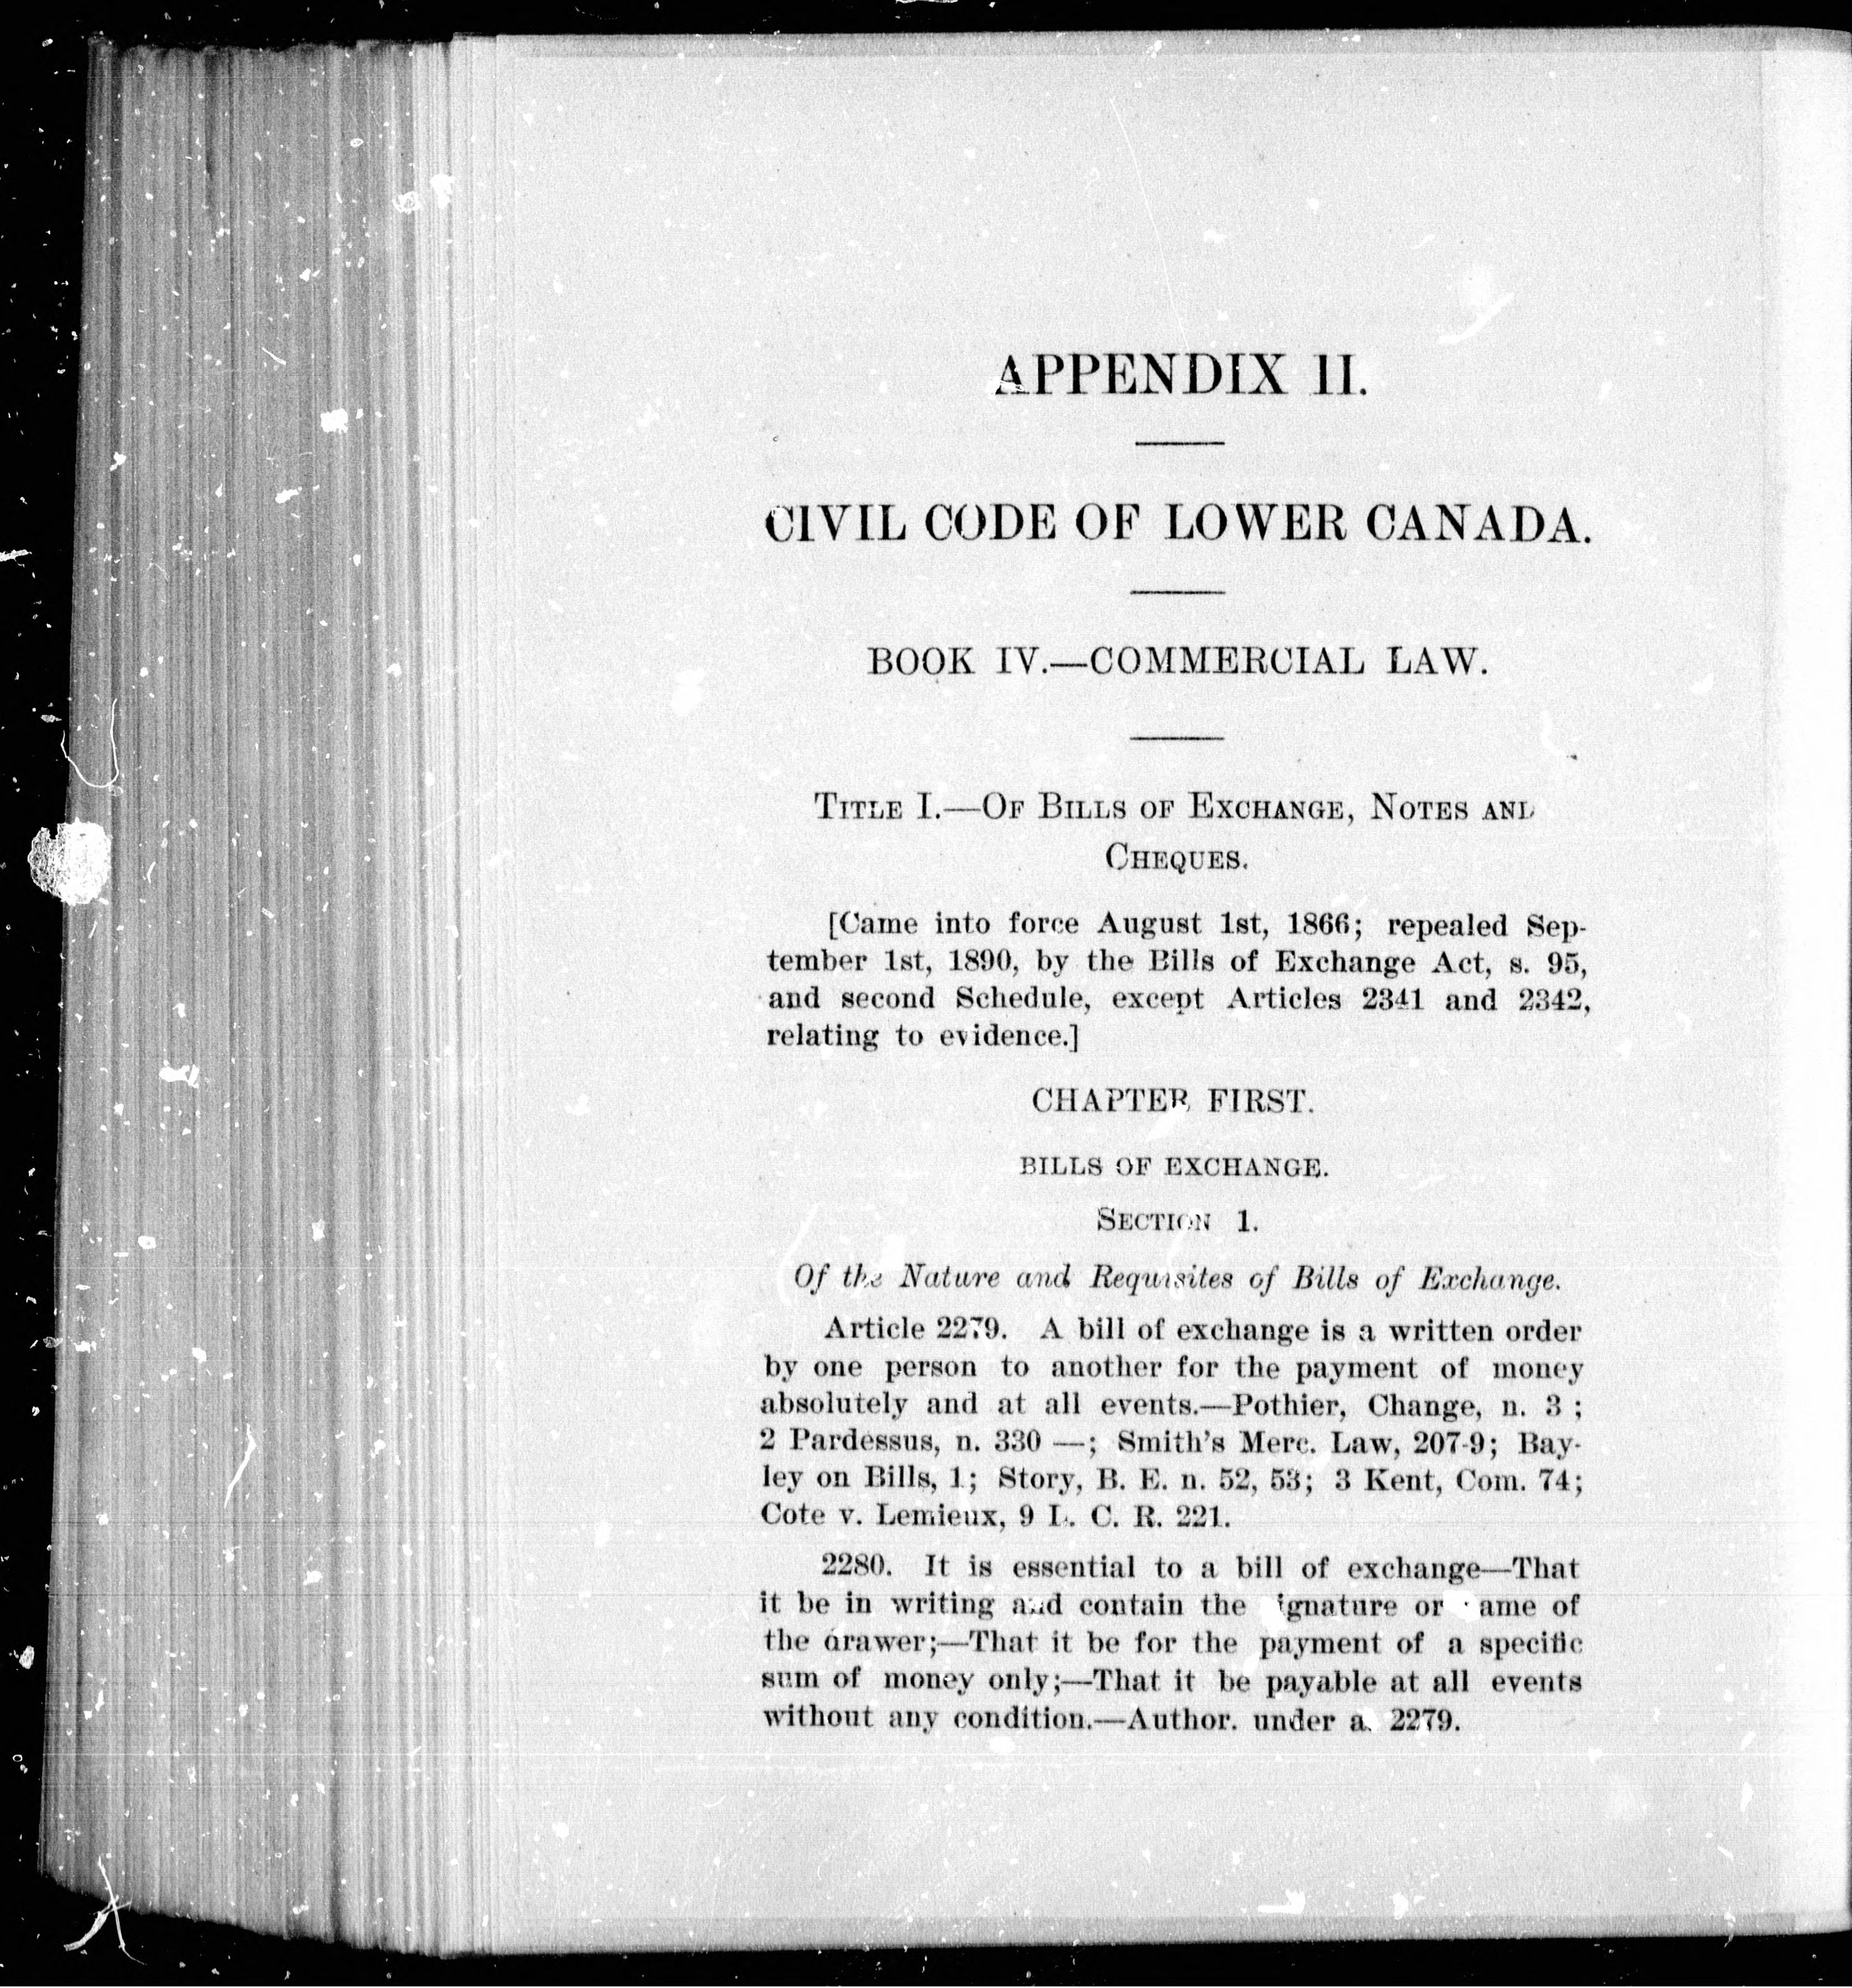 APPENDIX II.
CIVIL CODE OF LOWER CANADA.
BOOK IV.—COMMERCIAL LAW.
TITLE I.—OF BILLS OF EXCHANGE, NOTES AND
CHEQUES.
[Came into force August 1st, 1866; repealed Sep-
tember 1st, 1890, by the Bills of Exchange Act, s. 95,
and second Schedule, except Articles 2341 and 2342,
relating to evidence.]
CHAPTER FIRST.
BILLS OF EXCHANGE.
SECTION 1.
Of the Nature and Requisites of Bills of Exchange.
Article 2279. A bill of exchange is a written order
by one person to another for the payment of money
absolutely and at all events.—Pothier, Change, n. 3 ;
2 Pardessus, n. 330 —; Smith's Merc. Law, 207-9; Bay-
ley on Bills, 1; Story, B. E. n. 52, 53; 3 Kent, Com. 74;
Cote v. Lemieux, 9 L. C. R. 221.
2280. It is essential to a bill of exchange—That
it be in writing and contain the signature or name of
the drawer;—That it be for the payment of a specific
sum of money only;—That it be payable at all events
without any condition.—Author. under a. 2279.